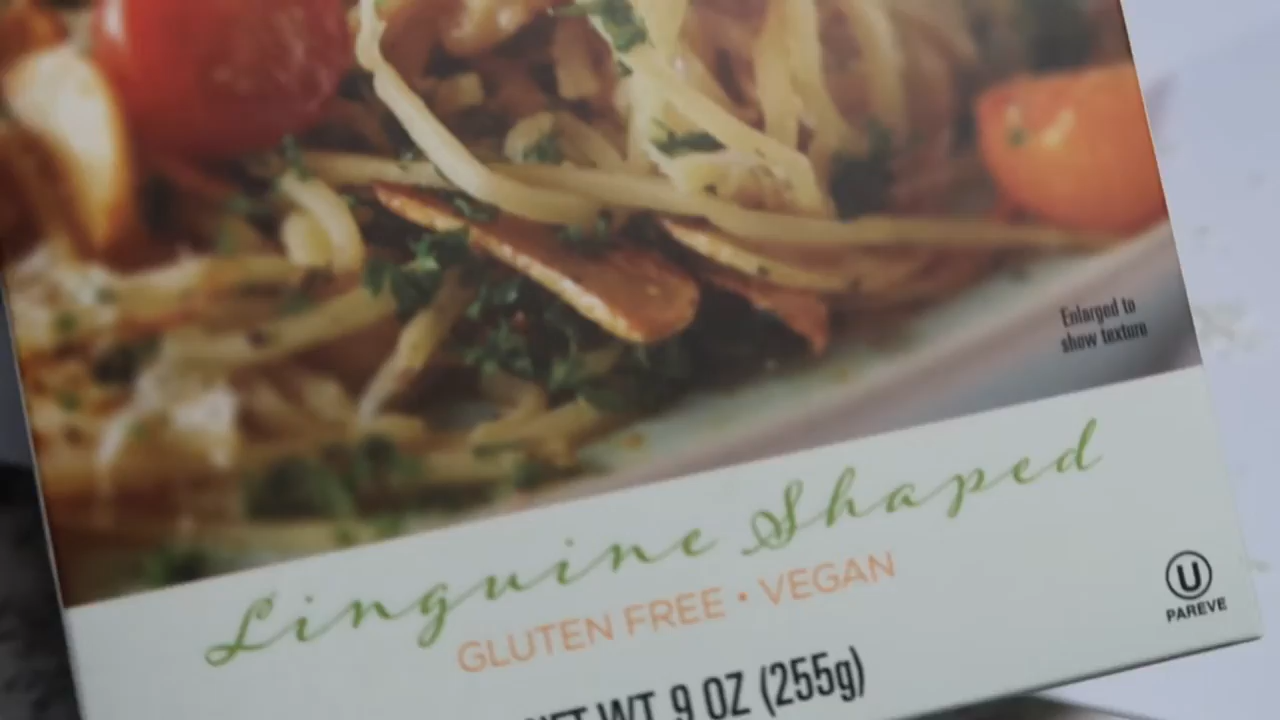 Enlarged to
show texture
Linguine Shaped
GLUTEN FREE • VEGAN
U
PAREVE
NET WT 9 OZ (255g)